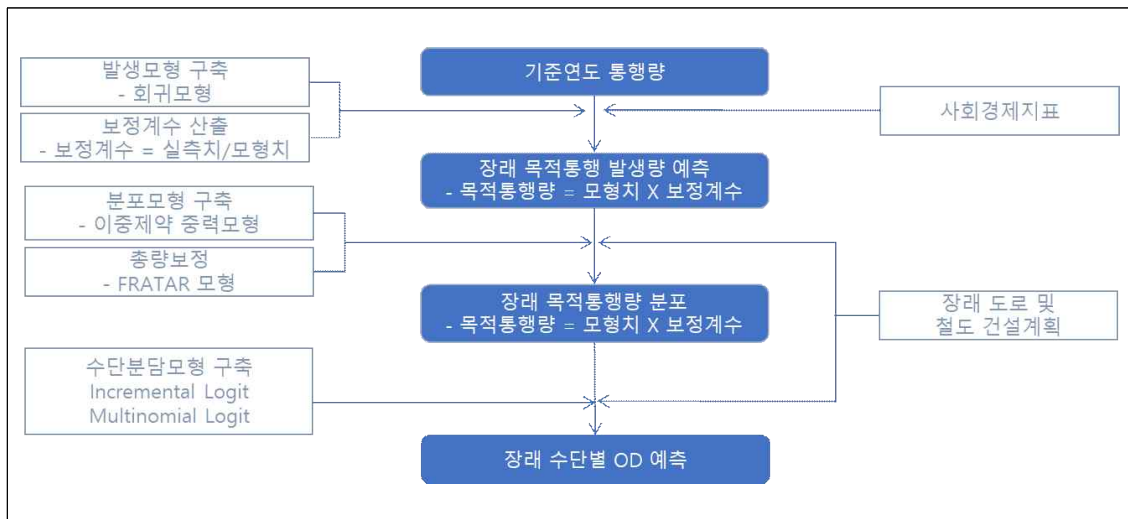 발생모형 구축
- 회귀모형
보정계수 산출
- 보정계수 = 실측치/모형치
기준연도 통행량
사회경제지표
장래 목적통행 발생량 예측
- 목적통행량 = 모형치 X 보정계수
분포모형 구축
- 이중제약 중력모형
총량보정
- FRATAR 모형
장래 목적통행량 분포
- 목적통행량 = 모형치 X 보정계수
장래 도로 및
철도 건설계획
수단분담모형 구축
Incremental Logit
Multinomial Logit
장래 수단별 OD 예측